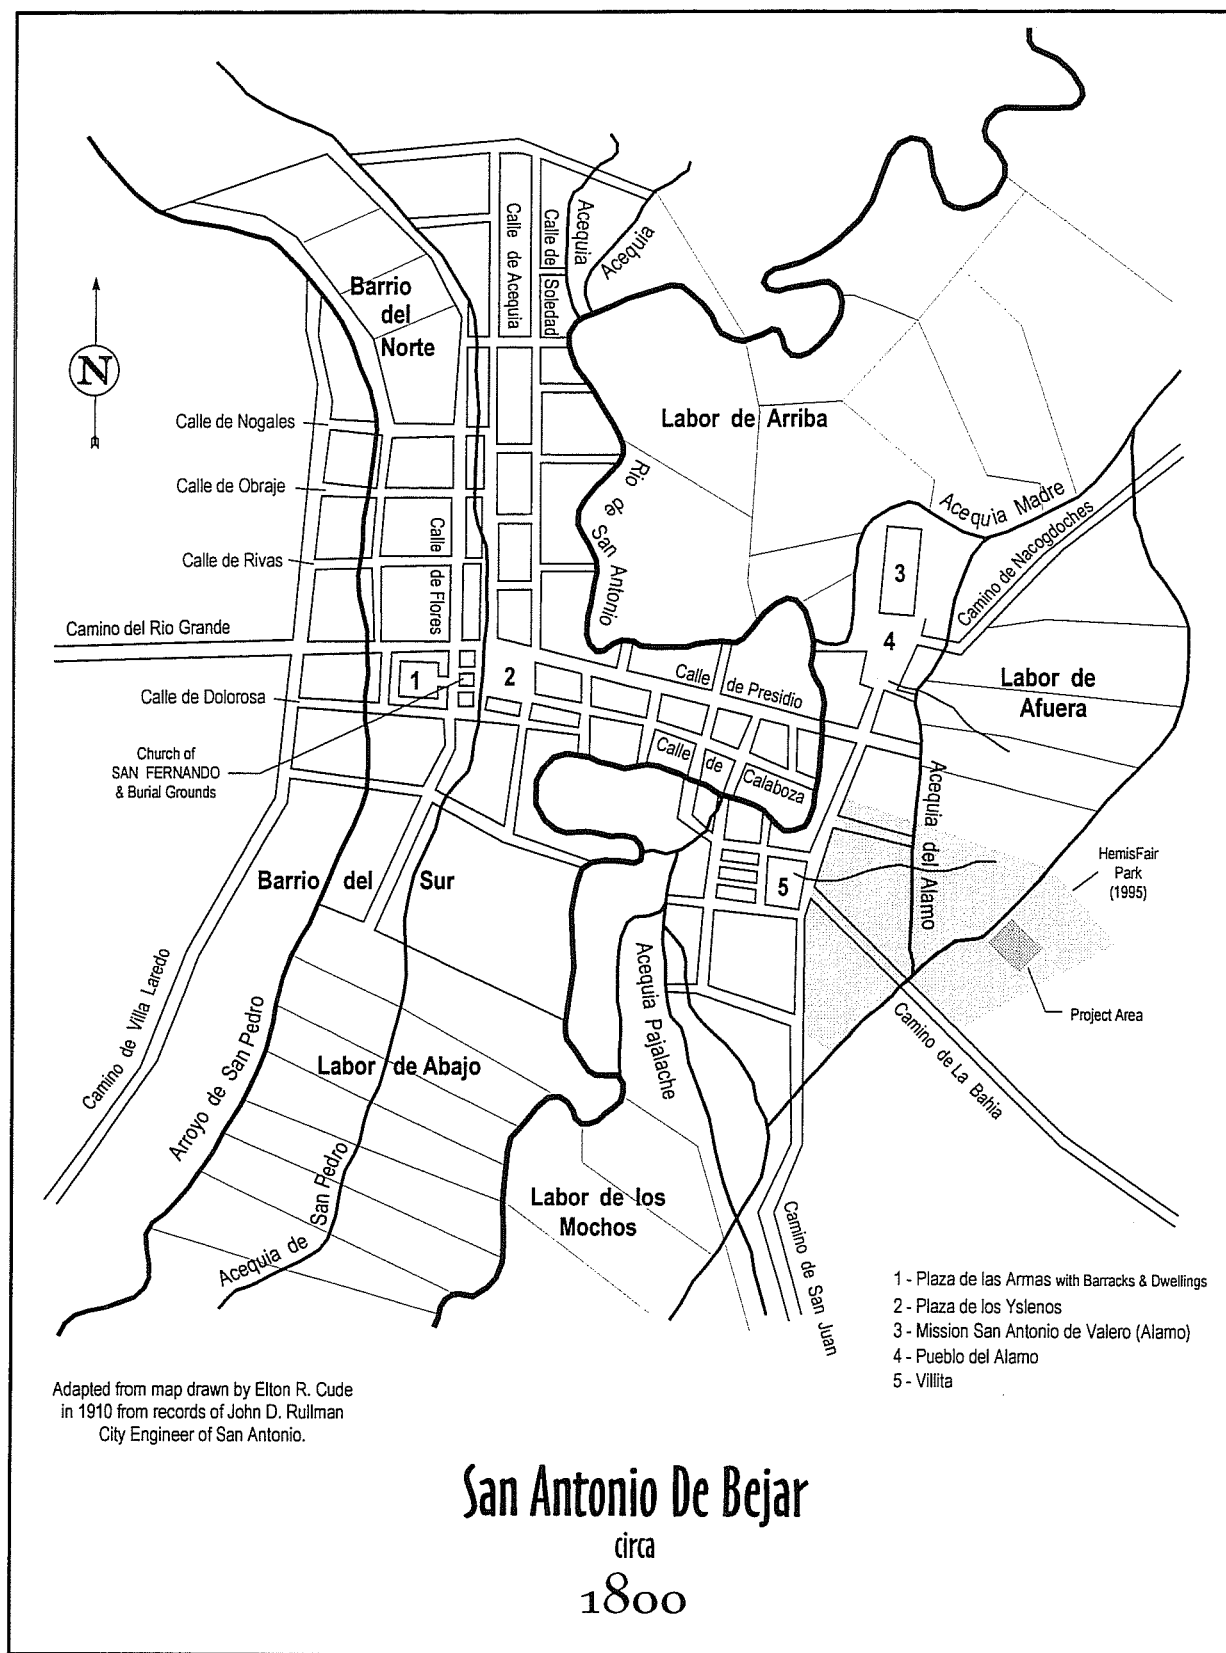 Calle de Acequia
Calle de Soledad
Acequia
Acequia
Barrio
del
Norte
N
Labor de Arriba
Calle de Nogales
Rio de San Antonio
Calle de Obraje
Acequia Madre
Calle de Flores
Camino de Nacogdoches
Calle de Rivas
3
Camino del Rio Grande
4
1
2
Calle de Presidio
Labor de
Afuera
Calle de Dolorosa
Church of
SAN FERNANDO
& Burial Grounds
Calle de Calaboza
Acequia del Alamo
HemisFair
Park
(1995)
Barrio del Sur
5
Camino de Villa Laredo
Arroyo de San Pedro
Acequia Pajalache
Project Area
Camino de La Bahia
Labor de Abajo
Acequia de San Pedro
Labor de los
Mochos
Camino de San Juan
1 - Plaza de las Armas with Barracks & Dwellings
2 - Plaza de los Yslenos
3 - Mission San Antonio de Valero (Alamo)
4 - Pueblo del Alamo
5 - Villita
Adapted from map drawn by Elton R. Cude
in 1910 from records of John D. Rullman
City Engineer of San Antonio.
San Antonio De Bejar
circa
1800